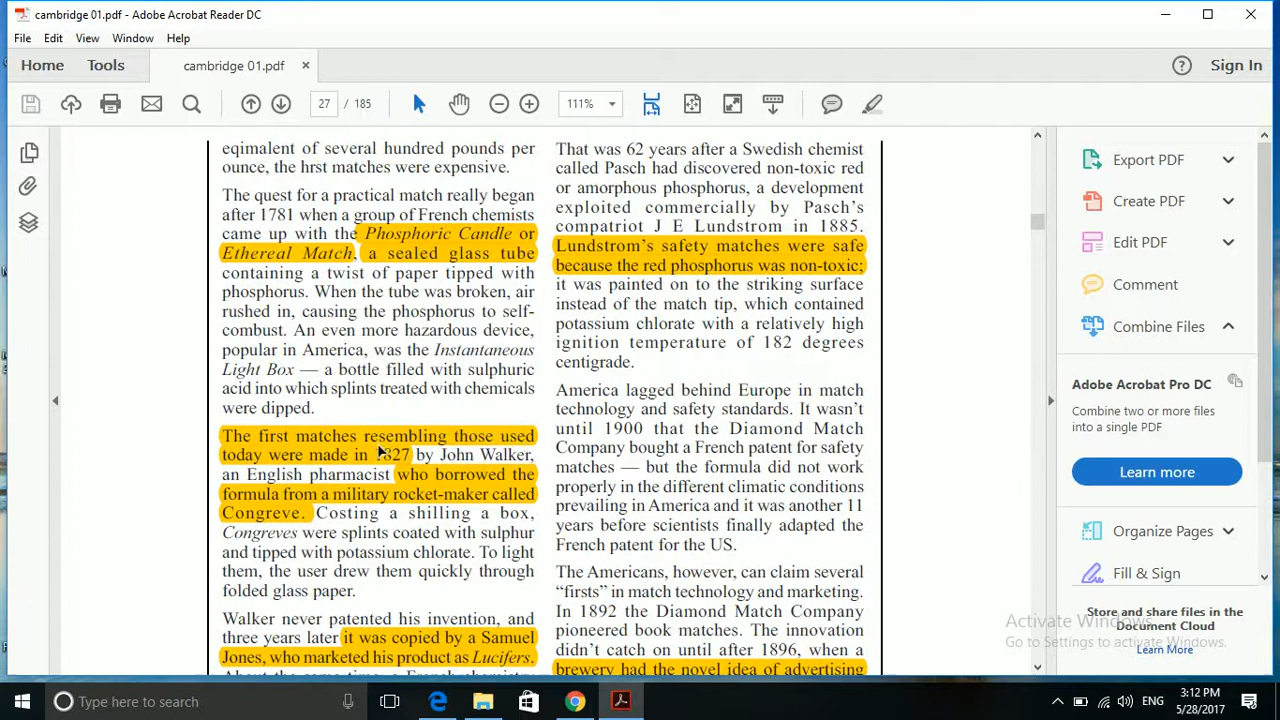 cambridge 01.pdf - Adobe Acrobat Reader DC
File Edit View Window Help
Home Tools cambridge 01.pdf × ? Sign In
27 / 185 111%
eqimalent of several hundred pounds per
ounce, the hrst matches were expensive.
The quest for a practical match really began
after 1781 when a group of French chemists
came up with the Phosphoric Candle or
Ethereal Match, a sealed glass tube
containing a twist of paper tipped with
phosphorus. When the tube was broken, air
rushed in, causing the phosphorus to self-
combust. An even more hazardous device,
popular in America, was the Instantaneous
Light Box — a bottle filled with sulphuric
acid into which splints treated with chemicals
were dipped.
The first matches resembling those used
today were made in 1827 by John Walker,
an English pharmacist who borrowed the
formula from a military rocket-maker called
Congreve. Costing a shilling a box,
Congreves were splints coated with sulphur
and tipped with potassium chlorate. To light
them, the user drew them quickly through
folded glass paper.
Walker never patented his invention, and
three years later it was copied by a Samuel
Jones, who marketed his product as Lucifers.
About the same time, a French chemistry
That was 62 years after a Swedish chemist
called Pasch had discovered non-toxic red
or amorphous phosphorus, a development
exploited commercially by Pasch's
compatriot J E Lundstrom in 1885.
Lundstrom's safety matches were safe
because the red phosphorus was non-toxic;
it was painted on to the striking surface
instead of the match tip, which contained
potassium chlorate with a relatively high
ignition temperature of 182 degrees
centigrade.
America lagged behind Europe in match
technology and safety standards. It wasn't
until 1900 that the Diamond Match
Company bought a French patent for safety
matches — but the formula did not work
properly in the different climatic conditions
prevailing in America and it was another 11
years before scientists finally adapted the
French patent for the US.
The Americans, however, can claim several
"firsts" in match technology and marketing.
In 1892 the Diamond Match Company
pioneered book matches. The innovation
didn't catch on until after 1896, when a
brewery had the novel idea of advertising
Export PDF
Create PDF
Edit PDF
Comment
Combine Files
Adobe Acrobat Pro DC
Combine two or more files
into a single PDF
Learn more
Organize Pages
Fill & Sign
Store and share files in the
Document Cloud
Learn More
Activate Windows
Go to Settings to activate Windows.
Type here to search
ENG
3:12 PM
5/28/2017